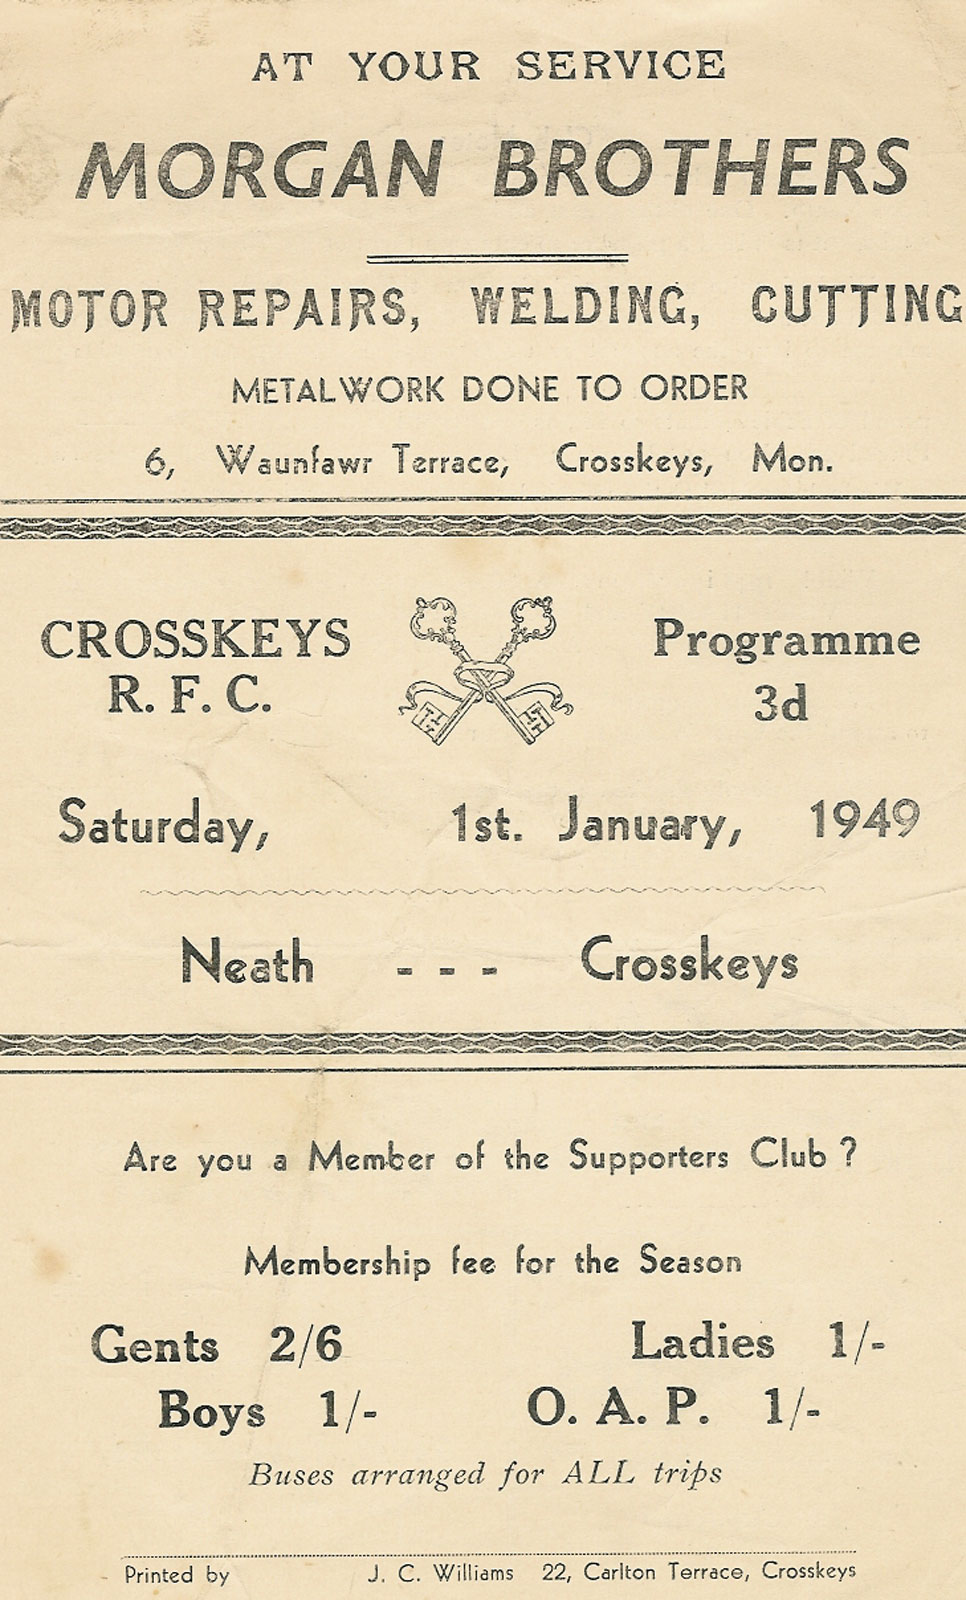 AT YOUR SERVICE
MORGAN BROTHERS
MOTOR REPAIRS, WELDING, CUTTING
METALWORK DONE TO ORDER
6, Waunfawr Terrace, Crosskeys, Mon.
CROSSKEYS
R. F. C.
Programme
3d
Saturday, 1st. January, 1949
Neath - - - Crosskeys
Are you a Member of the Supporters Club ?
Membership fee for the Season
Gents 2/6 Ladies 1/-
Boys 1/- O. A. P. 1/-
Buses arranged for ALL trips
Printed by J. C. Williams 22, Carlton Terrace, Crosskeys